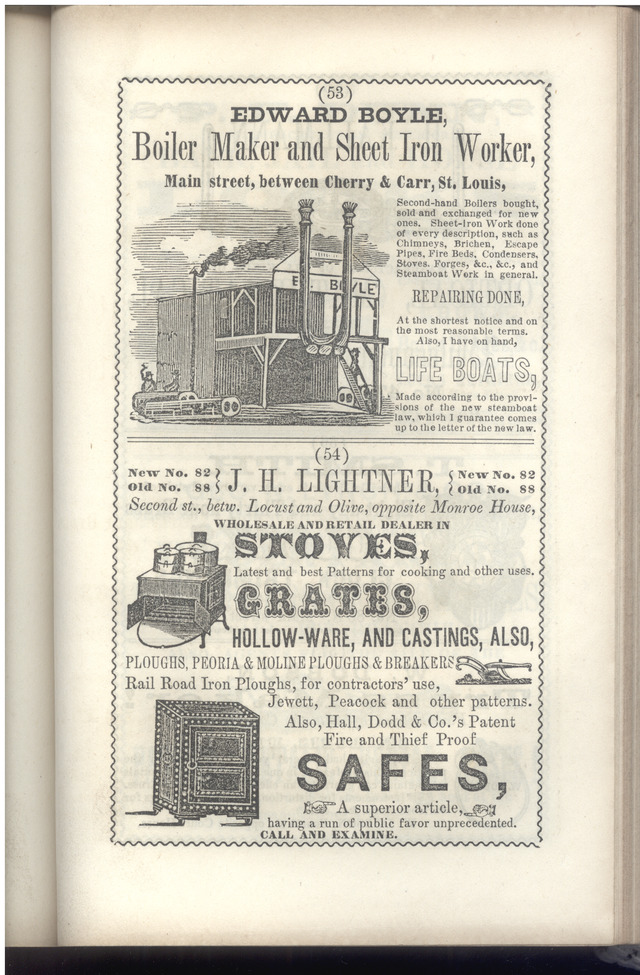 (53)
EDWARD BOYLE,
Boiler Maker and Sheet Iron Worker,
Main street, between Cherry & Carr, St. Louis,
Second-hand Boilers bought,
sold and exchanged for new
ones. Sheet-Iron Work done
of every description, such as
Chimneys, Brichen, Escape
Pipes, Fire Beds, Condensers,
Stoves. Forges, &c., &c., and
Steamboat Work in general.
REPAIRING DONE,
At the shortest notice and on
the most reasonable terms.
Also, I have on hand,
LIFE BOATS,
Made according to the provi-
sions of the new steamboat
law, which I guarantee comes
up to the letter of the new law.
E BOYLE
(54)
New No. 82 } J. H. LIGHTNER, { New No. 82
Old No. 88 } { Old No. 88
Second st., betw. Locust and Olive, opposite Monroe House,
WHOLESALE AND RETAIL DEALER IN
STOVES,
Latest and best Patterns for cooking and other uses.
GRATES,
HOLLOW-WARE, AND CASTINGS, ALSO,
PLOUGHS, PEORIA & MOLINE PLOUGHS & BREAKERS
Rail Road Iron Ploughs, for contractors' use,
Jewett, Peacock and other patterns.
Also, Hall, Dodd & Co.'s Patent
Fire and Thief Proof
SAFES,
A superior article,
having a run of public favor unprecedented.
CALL AND EXAMINE.